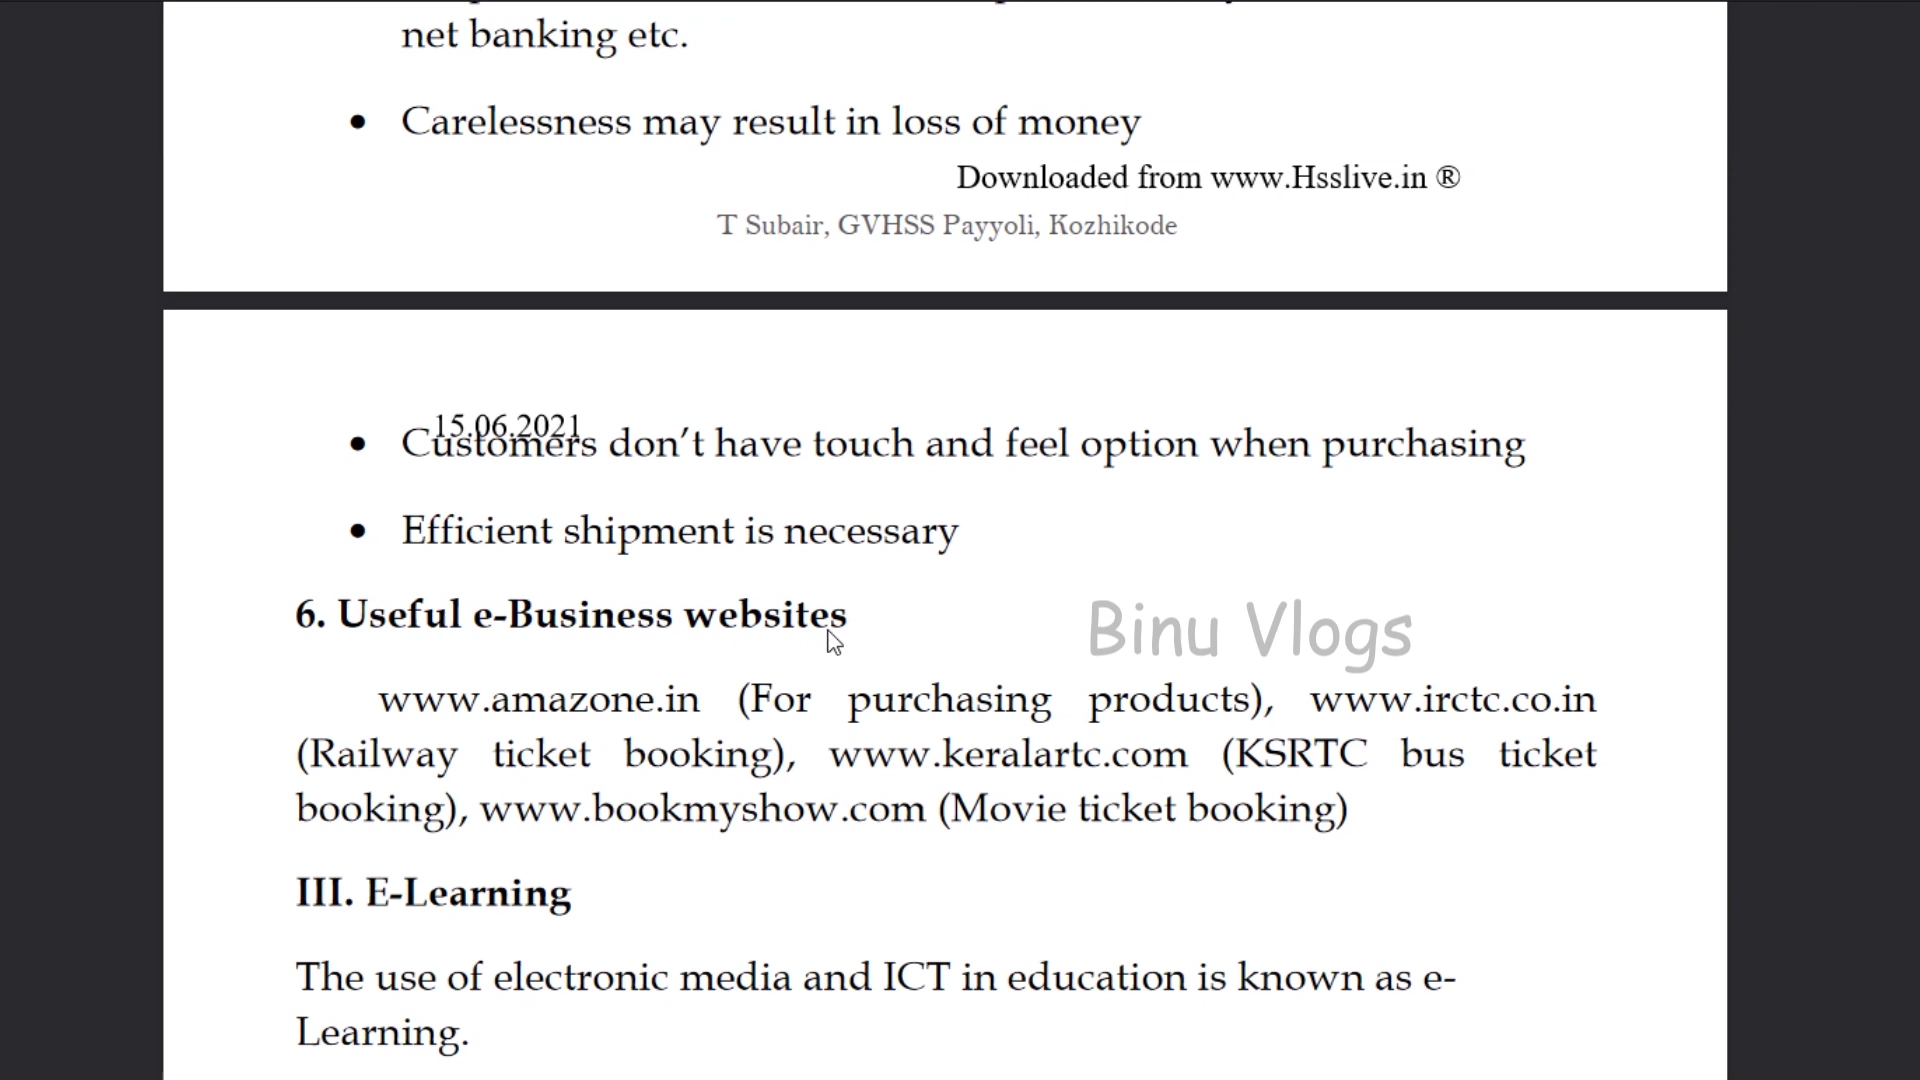 net banking etc.
• Carelessness may result in loss of money
Downloaded from www.Hsslive.in ®
T Subair, GVHSS Payyoli, Kozhikode
15.06.2021
• Customers don’t have touch and feel option when purchasing
• Efficient shipment is necessary
6. Useful e-Business websites
Binu Vlogs
www.amazone.in (For purchasing products), www.irctc.co.in
(Railway ticket booking), www.keralartc.com (KSRTC bus ticket
booking), www.bookmyshow.com (Movie ticket booking)
III. E-Learning
The use of electronic media and ICT in education is known as e-
Learning.